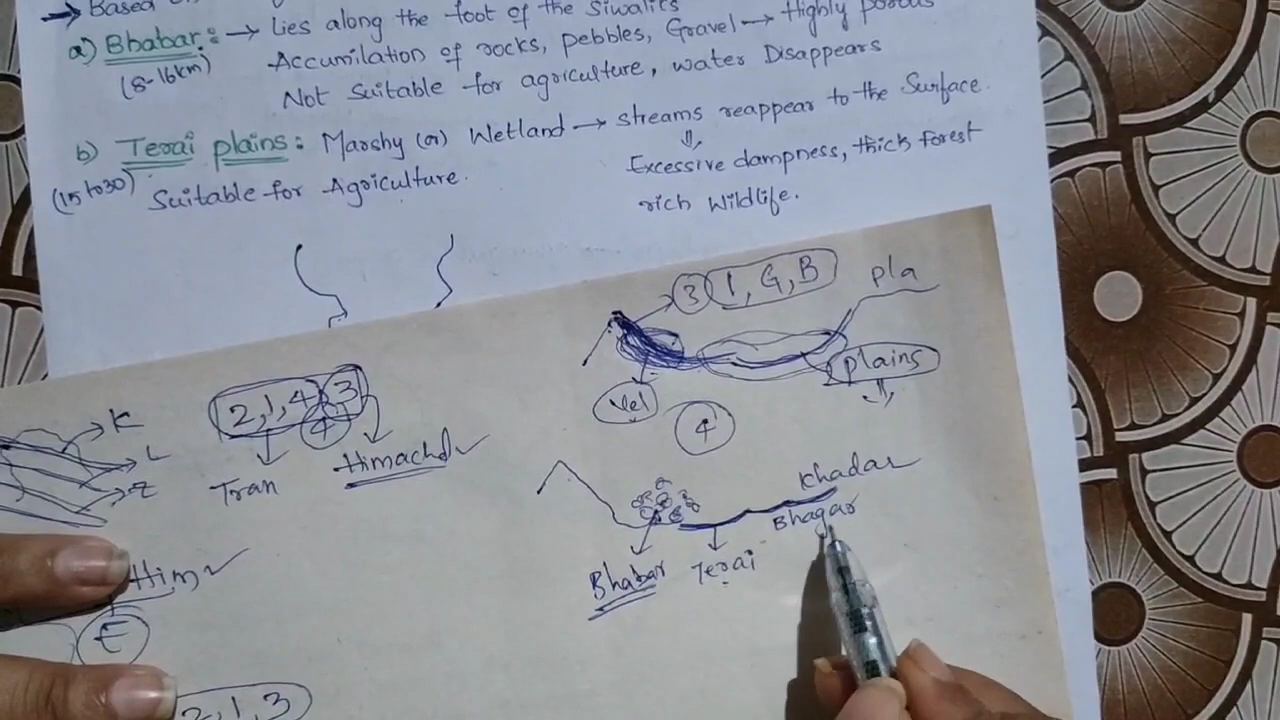 → Based
a) Bhabar: → Lies along the foot of the Siwalits
(8-16km) Accumilation of rocks, pebbles, Gravel → Highly porous
Not suitable for agriculture, water Disappears
b) Terai plains: Marshy (or) Wetland → streams reappear to the surface.
(15 to 30) Suitable for Agriculture.
⇓
Excessive dampness, thick forest
rich wildlife.
3 1, G, B
pla
plains
Vel
4
K
L
Z
2, 1, 4, 3
4
Tran
Himachal ✓
Him ✓
E
2, 1, 3
Khadar
Bhagar
Bhabar
Terai